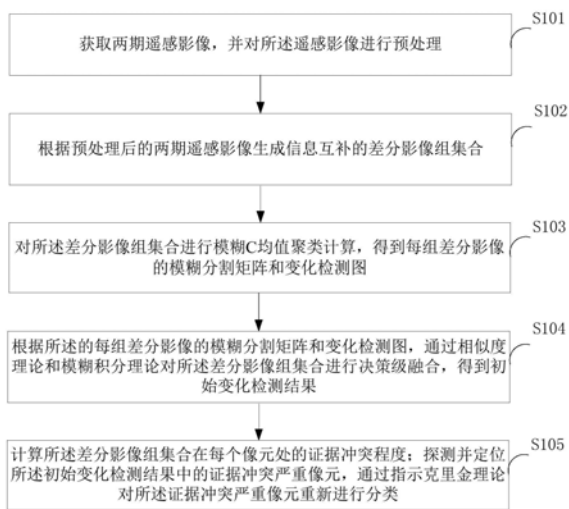 S101
获取两期遥感影像，并对所述遥感影像进行预处理
S102
根据预处理后的两期遥感影像生成信息互补的差分影像组集合
S103
对所述差分影像组集合进行模糊C均值聚类计算，得到每组差分影像
的模糊分割矩阵和变化检测图
S104
根据所述的每组差分影像的模糊分割矩阵和变化检测图，通过相似度
理论和模糊积分理论对所述差分影像组集合进行决策级融合，得到初
始变化检测结果
S105
计算所述差分影像组集合在每个像元处的证据冲突程度；探测并定位
所述初始变化检测结果中的证据冲突严重像元，通过指示克里金理论
对所述证据冲突严重像元重新进行分类